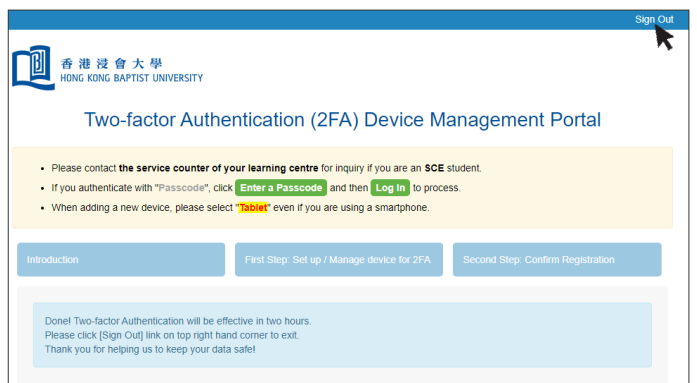 Sign Out
香港浸會大學
HONG KONG BAPTIST UNIVERSITY
Two-factor Authentication (2FA) Device Management Portal
• Please contact the service counter of your learning centre for inquiry if you are an SCE student.
• If you authenticate with "Passcode", click Enter a Passcode and then Log In to process.
• When adding a new device, please select "Tablet" even if you are using a smartphone.
Introduction
First Step: Set up / Manage device for 2FA
Second Step: Confirm Registration
Done! Two-factor Authentication will be effective in two hours.
Please click [Sign Out] link on top right hand corner to exit.
Thank you for helping us to keep your data safe!